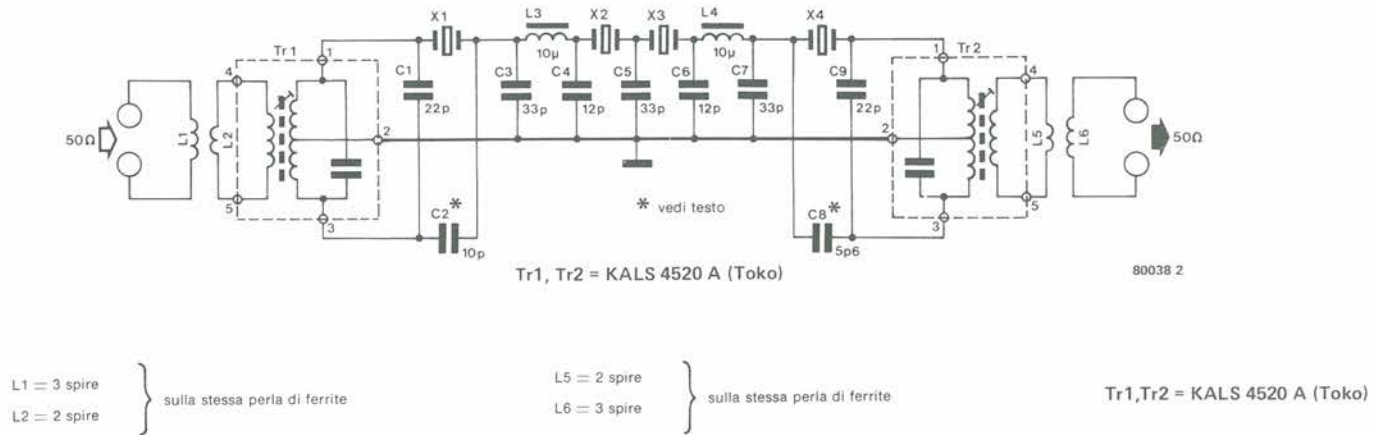 X1 L3 X2 X3 L4 X4
Tr1 1 10µ 10µ 1 Tr2
4 C1 C3 C4 C5 C6 C7 C9 4
22p 33p 12p 33p 12p 33p 22p
50Ω L1 L2 2 2 L5 L6 50Ω
5 3 C2 * * vedi testo C8 * 3 5
10p 5p6
Tr1, Tr2 = KALS 4520 A (Toko)
80038 2
L1 = 3 spire
L2 = 2 spire
sulla stessa perla di ferrite
L5 = 2 spire
L6 = 3 spire
sulla stessa perla di ferrite
Tr1,Tr2 = KALS 4520 A (Toko)